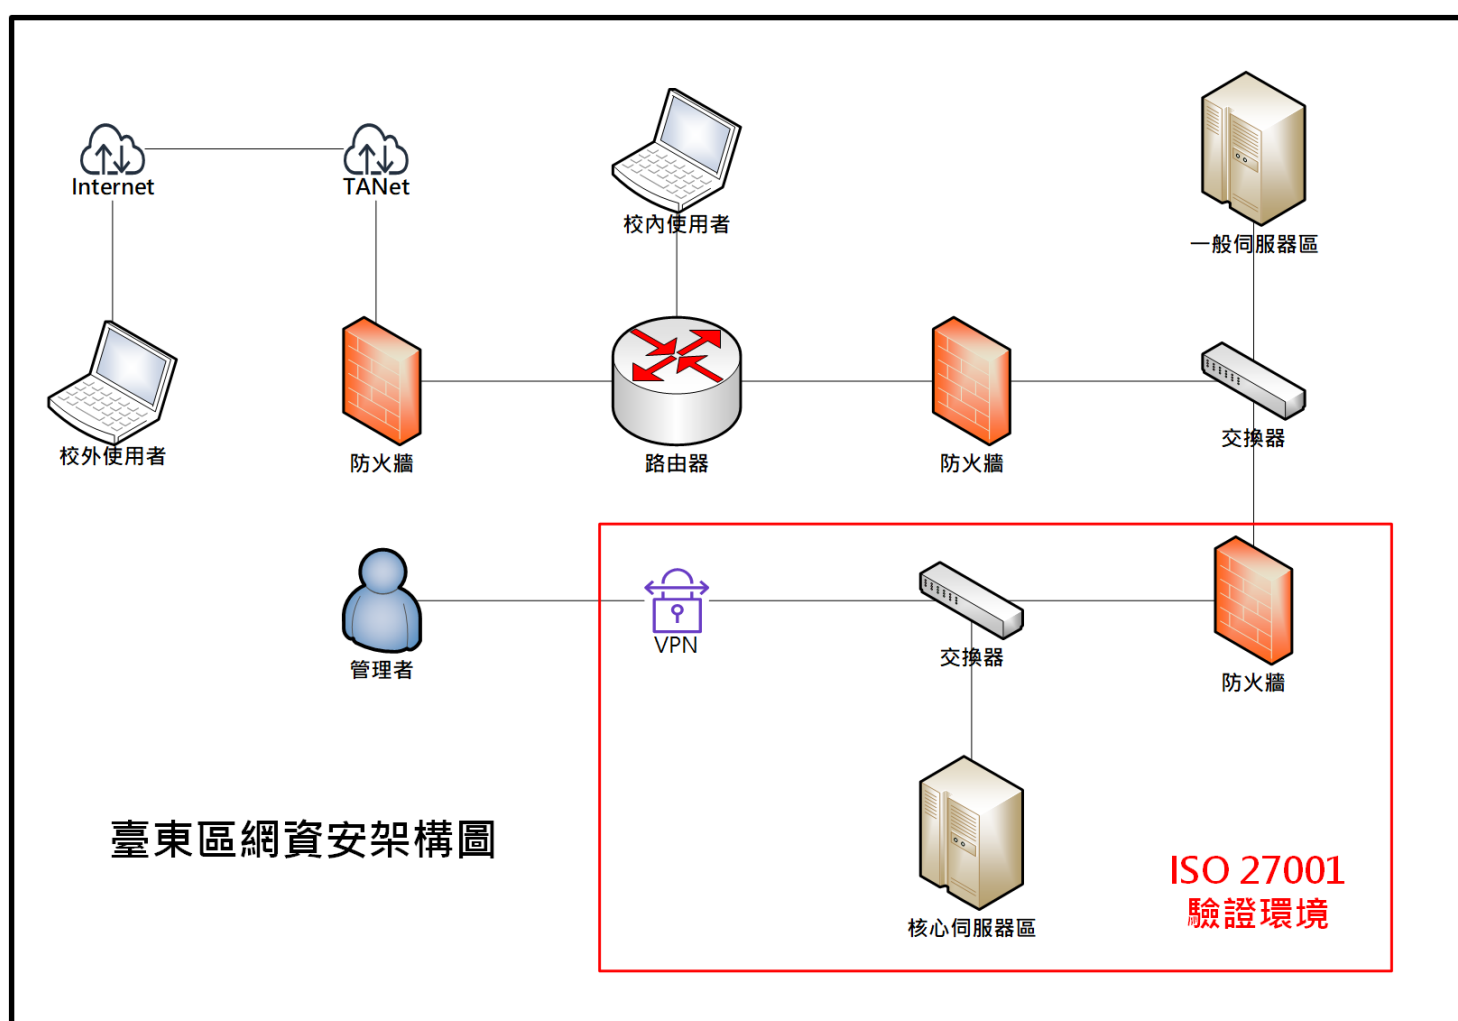 Internet
TANet
校內使用者
一般伺服器區
校外使用者
防火牆
路由器
防火牆
交換器
管理者
VPN
交換器
防火牆
臺東區網資安架構圖
核心伺服器區
ISO 27001
驗證環境